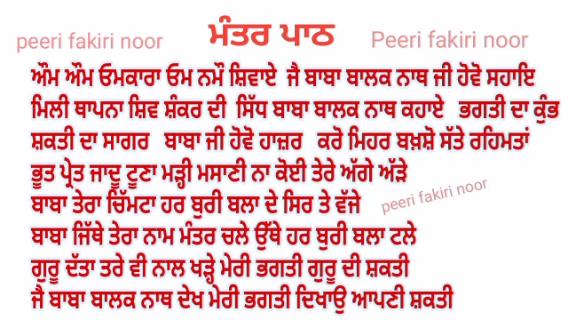 peeri fakiri noor ਮੰਤਰ ਪਾਠ Peeri fakiri noor
ਔਮ ਔਮ ਓਮਕਾਰਾ ਓਮ ਨਮੌ ਸ਼ਿਵਾਏ ਜੈ ਬਾਬਾ ਬਾਲਕ ਨਾਥ ਜੀ ਹੋਵੋ ਸਹਾਇ
ਮਿਲੀ ਥਾਪਨਾ ਸ਼ਿਵ ਸ਼ੰਕਰ ਦੀ ਸਿੱਧ ਬਾਬਾ ਬਾਲਕ ਨਾਥ ਕਹਾਏ ਭਗਤੀ ਦਾ ਕੁੰਭ
ਸ਼ਕਤੀ ਦਾ ਸਾਗਰ ਬਾਬਾ ਜੀ ਹੋਵੋ ਹਾਜ਼ਰ ਕਰੋ ਮਿਹਰ ਬਖ਼ਸ਼ੋ ਸੱਤੇ ਰਹਿਮਤਾਂ
ਭੂਤ ਪ੍ਰੇਤ ਜਾਦੂ ਟੂਣਾ ਮੜ੍ਹੀ ਮਸਾਣੀ ਨਾ ਕੋਈ ਤੇਰੇ ਅੱਗੇ ਅੱੜੇ
ਬਾਬਾ ਤੇਰਾ ਚਿੱਮਟਾ ਹਰ ਬੁਰੀ ਬਲਾ ਦੇ ਸਿਰ ਤੇ ਵੱਜੇ peeri fakiri noor
ਬਾਬਾ ਜਿੱਥੇ ਤੇਰਾ ਨਾਮ ਮੰਤਰ ਚਲੇ ਉੱਥੇ ਹਰ ਬੁਰੀ ਬਲਾ ਟਲੇ
ਗੁਰੂ ਦੱਤਾ ਤਰੇ ਵੀ ਨਾਲ ਖੜ੍ਹੇ ਮੇਰੀ ਭਗਤੀ ਗੁਰੂ ਦੀ ਸ਼ਕਤੀ
ਜੈ ਬਾਬਾ ਬਾਲਕ ਨਾਥ ਦੇਖ ਮੇਰੀ ਭਗਤੀ ਦਿਖਾਉ ਆਪਣੀ ਸ਼ਕਤੀ